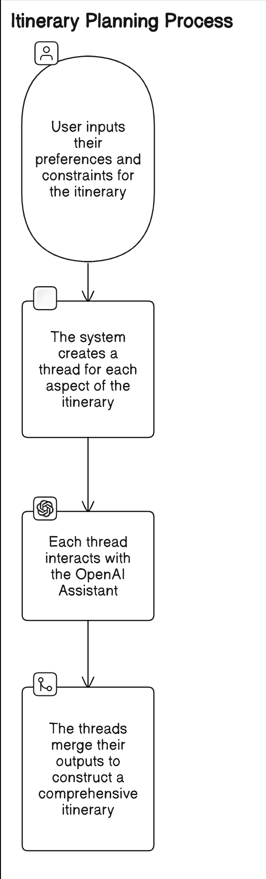 Itinerary Planning Process
User inputs
their
preferences and
constraints for
the itinerary
The system
creates a
thread for each
aspect of the
itinerary
Each thread
interacts with
the OpenAI
Assistant
The threads
merge their
outputs to
construct a
comprehensive
itinerary